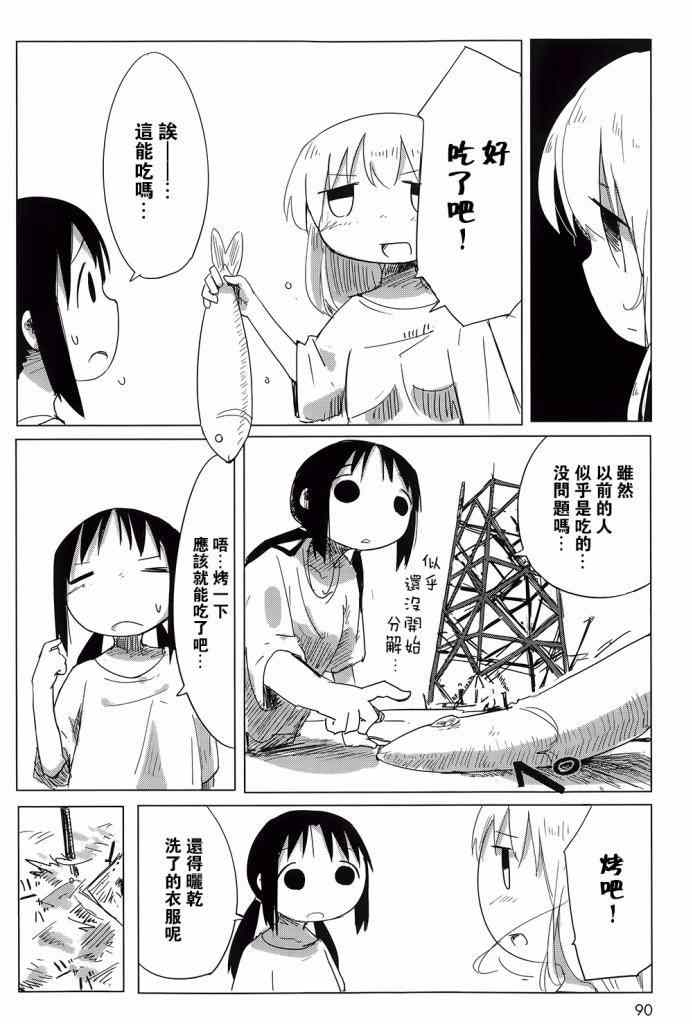 好
吃了吧！
誒——…
這能吃嗎…
雖然
以前的人
似乎是吃的…
没問題嗎…
似乎
還没開始
分解…
唔…烤一下
應該就能吃了吧…
烤吧！
還得曬乾
洗了的衣服呢
90